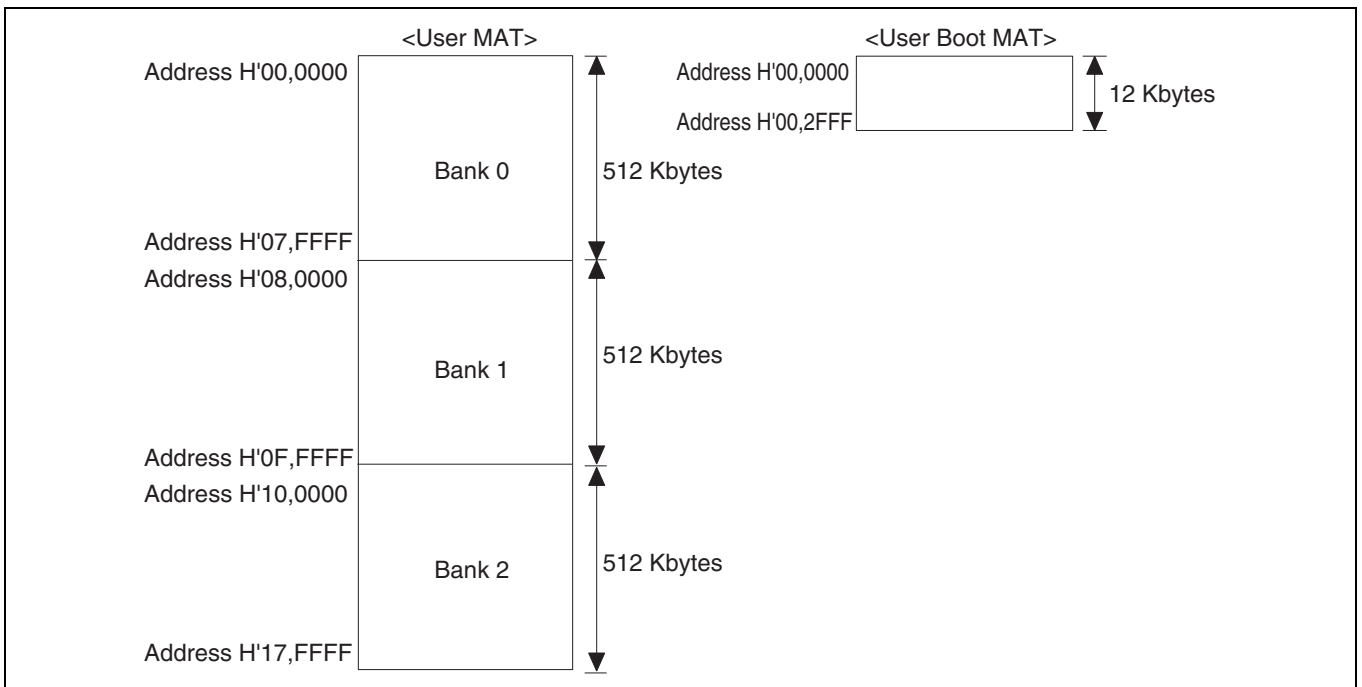 <User MAT>
Address H'00,0000
Bank 0
512 Kbytes
Address H'07,FFFF
Address H'08,0000
Bank 1
512 Kbytes
Address H'0F,FFFF
Address H'10,0000
Bank 2
512 Kbytes
Address H'17,FFFF
<User Boot MAT>
Address H'00,0000
12 Kbytes
Address H'00,2FFF